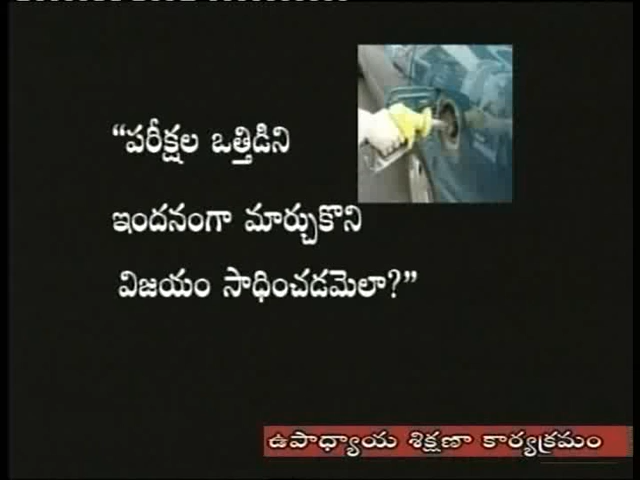 “పరీక్షల ఒత్తిడిని
ఇందనంగా మార్చుకొని
విజయం సాధించడమెలా?”
ఉపాధ్యాయ శిక్షణా కార్యక్రమం